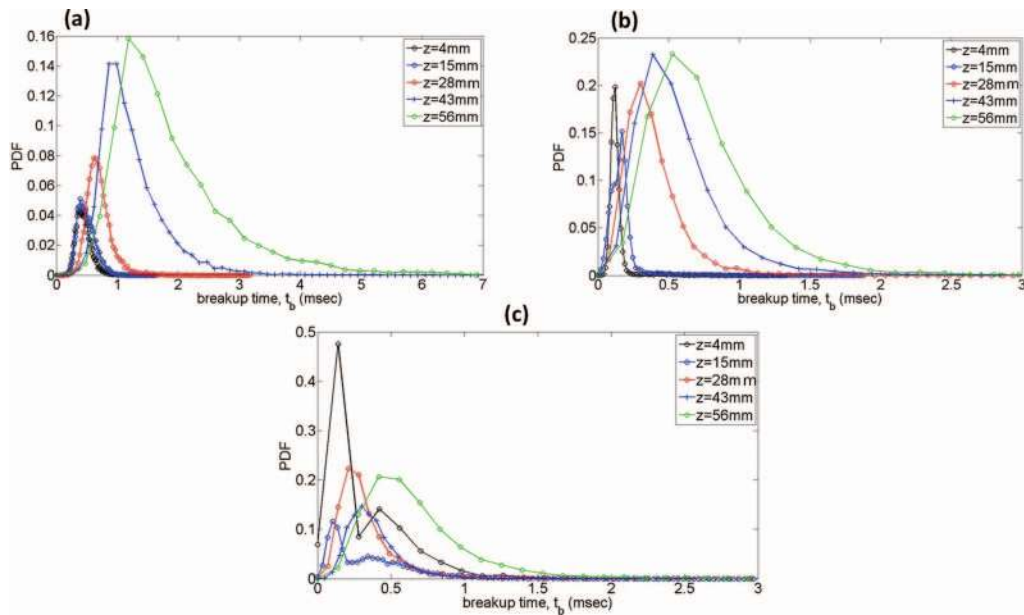 (a)
0.16
0.14
0.12
0.1
0.08
0.06
0.04
0.02
0
PDF
z=4mm
z=15mm
z=28mm
z=43mm
z=56mm
0 1 2 3 4 5 6 7
breakup time, tb (msec)
(b)
0.25
0.2
0.15
0.1
0.05
0
PDF
z=4mm
z=15mm
z=28mm
z=43mm
z=56mm
0 0.5 1 1.5 2 2.5 3
breakup time, tb (msec)
(c)
0.5
0.4
0.3
0.2
0.1
0
PDF
z=4mm
z=15mm
z=28mm
z=43mm
z=56mm
0 0.5 1 1.5 2 2.5 3
breakup time, tb (msec)